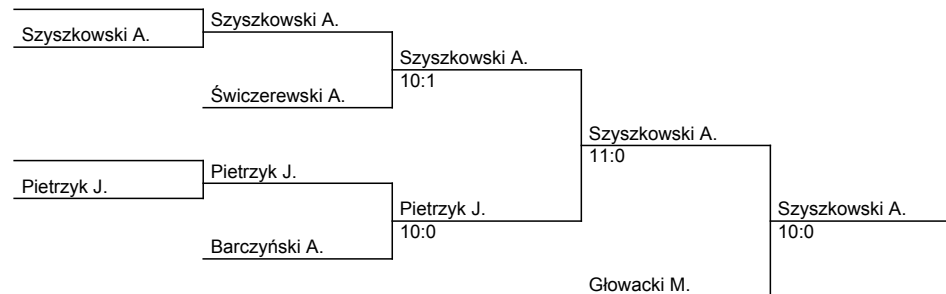 Szyszkowski A.
Szyszkowski A.
Szyszkowski A.
10:1
Świczerewski A.
Szyszkowski A.
11:0
Pietrzyk J.
Pietrzyk J.
Pietrzyk J.
10:0
Szyszkowski A.
10:0
Barczyński A.
Głowacki M.